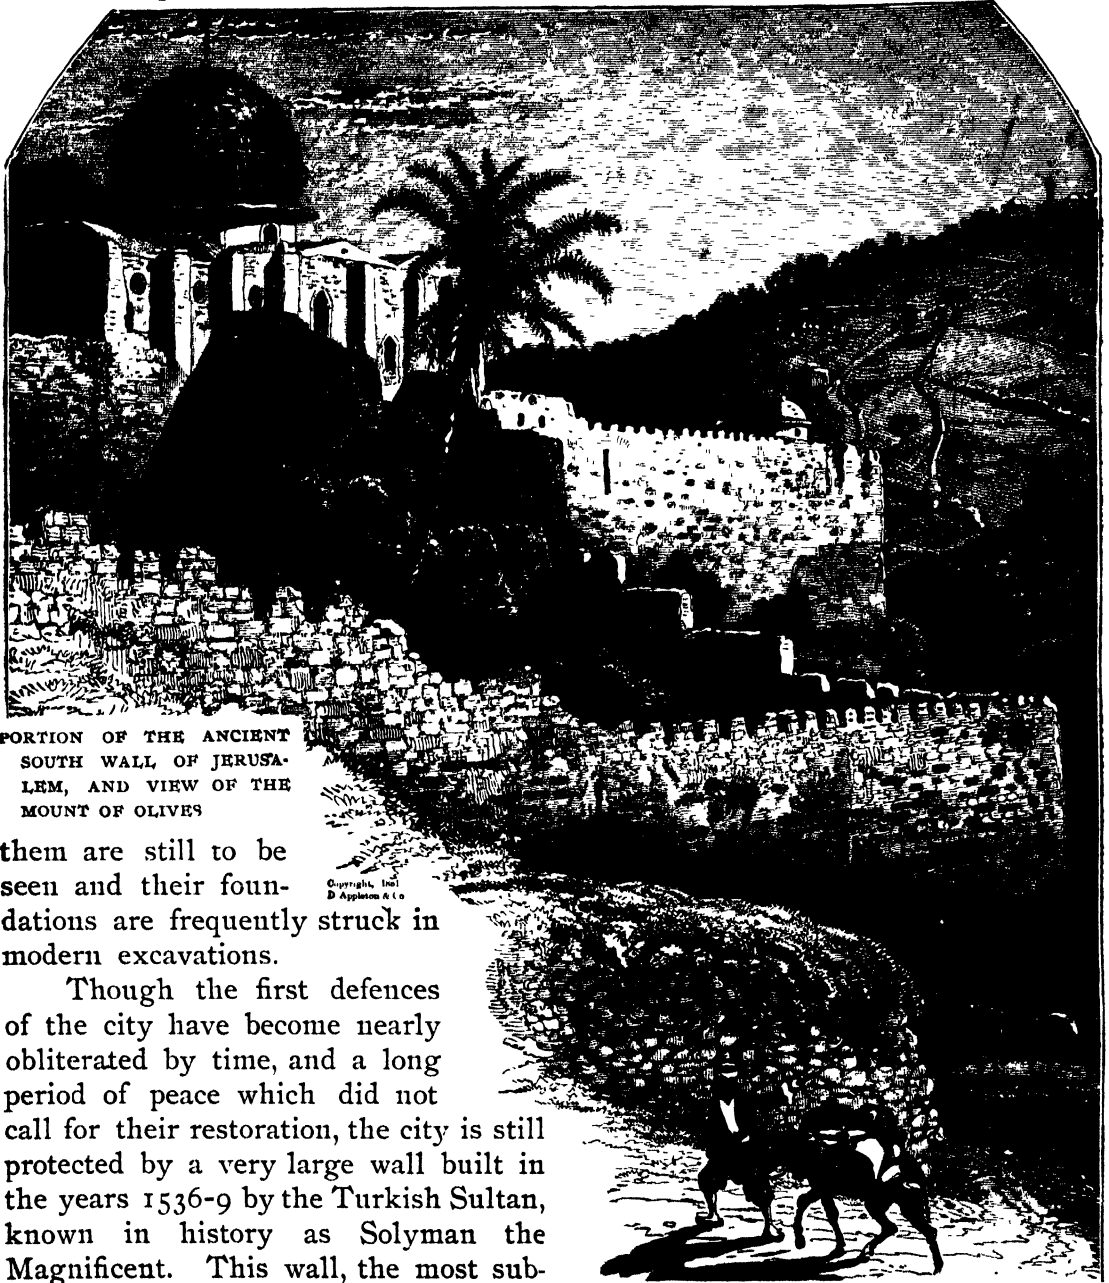 PORTION OF THE ANCIENT
SOUTH WALL OF JERUSA-
LEM, AND VIEW OF THE
MOUNT OF OLIVES
them are still to be
seen and their foun-
Copyright,
D Appleton & Co
dations are frequently struck in
modern excavations.
Though the first defences
of the city have become nearly
obliterated by time, and a long
period of peace which did not
call for their restoration, the city is still
protected by a very large wall built in
the years 1536-9 by the Turkish Sultan,
known in history as Solyman the
Magnificent. This wall, the most sub-